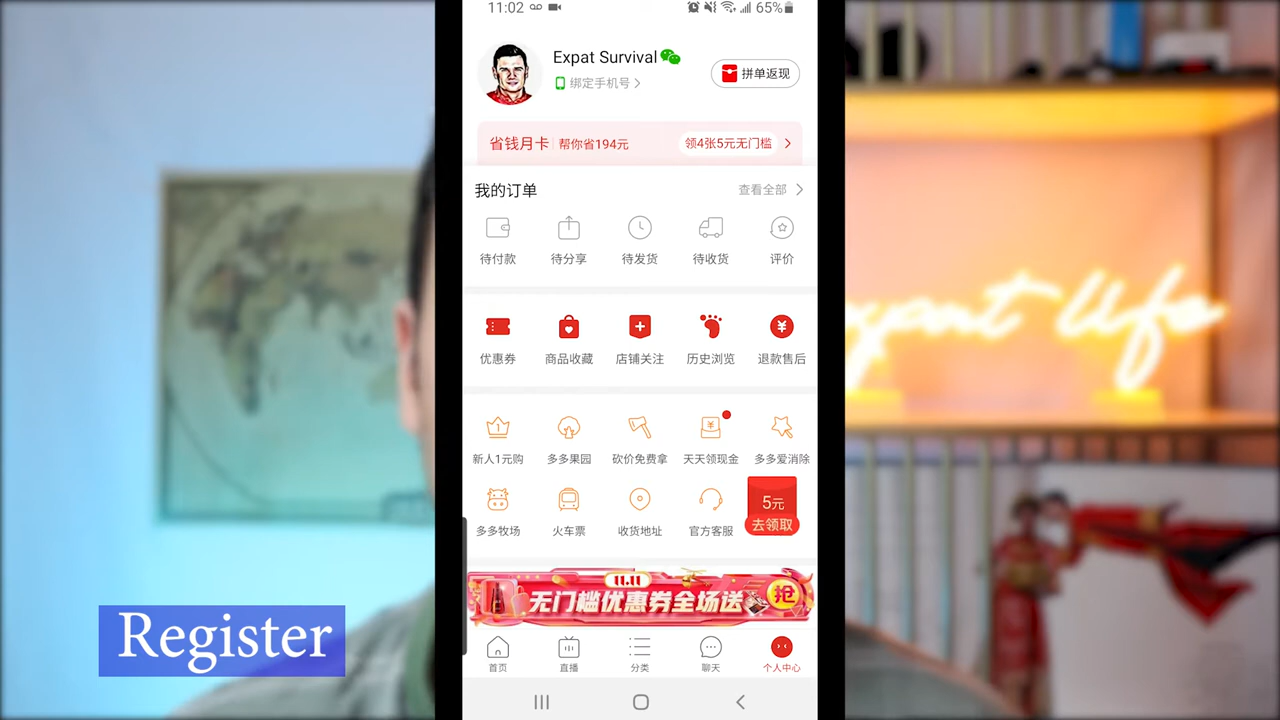 11:02
65%
Expat Survival
绑定手机号
拼单返现
省钱月卡 帮你省194元 领4张5元无门槛
我的订单 查看全部
待付款 待分享 待发货 待收货 评价
优惠券 商品收藏 店铺关注 历史浏览 退款售后
新人1元购 多多果园 砍价免费拿 天天领现金 多多爱消除
多多牧场 火车票 收货地址 官方客服
5元
去领取
11.11
无门槛优惠券全场送 抢
首页 直播 分类 聊天 个人中心
expat life
Register